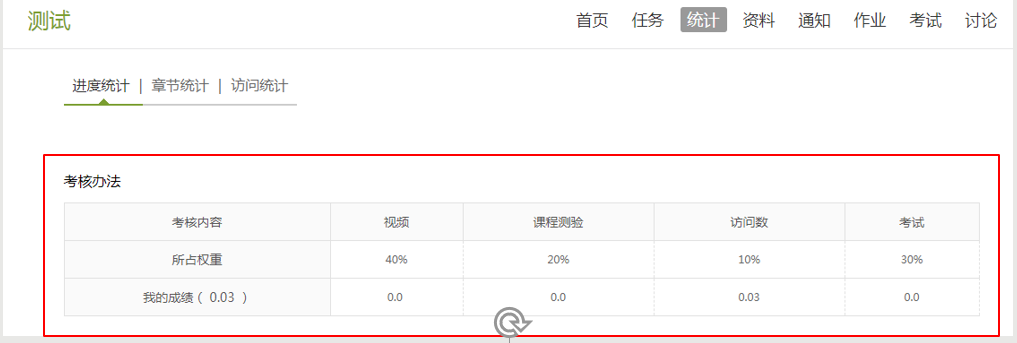 测试 首页 任务 统计 资料 通知 作业 考试 讨论
进度统计 | 章节统计 | 访问统计
考核办法
考核内容 视频 课程测验 访问数 考试
所占权重 40% 20% 10% 30%
我的成绩（ 0.03 ） 0.0 0.0 0.03 0.0